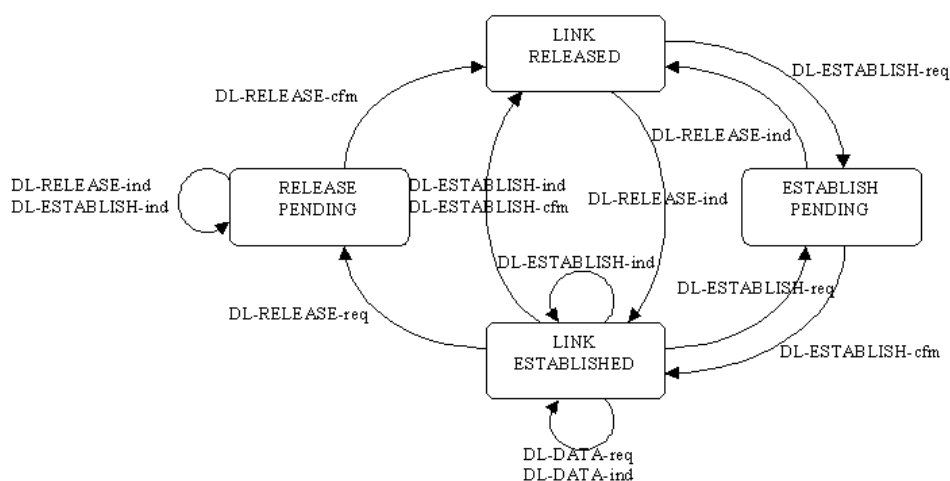 LINK
RELEASED
DL-ESTABLISH-req
DL-RELEASE-cfm
DL-RELEASE-ind
DL-RELEASE-ind
DL-ESTABLISH-ind
RELEASE
PENDING
DL-ESTABLISH-ind
DL-ESTABLISH-cfm
DL-RELEASE-ind
ESTABLISH
PENDING
DL-ESTABLISH-ind
DL-ESTABLISH-req
DL-RELEASE-req
LINK
ESTABLISHED
DL-ESTABLISH-cfm
DL-DATA-req
DL-DATA-ind